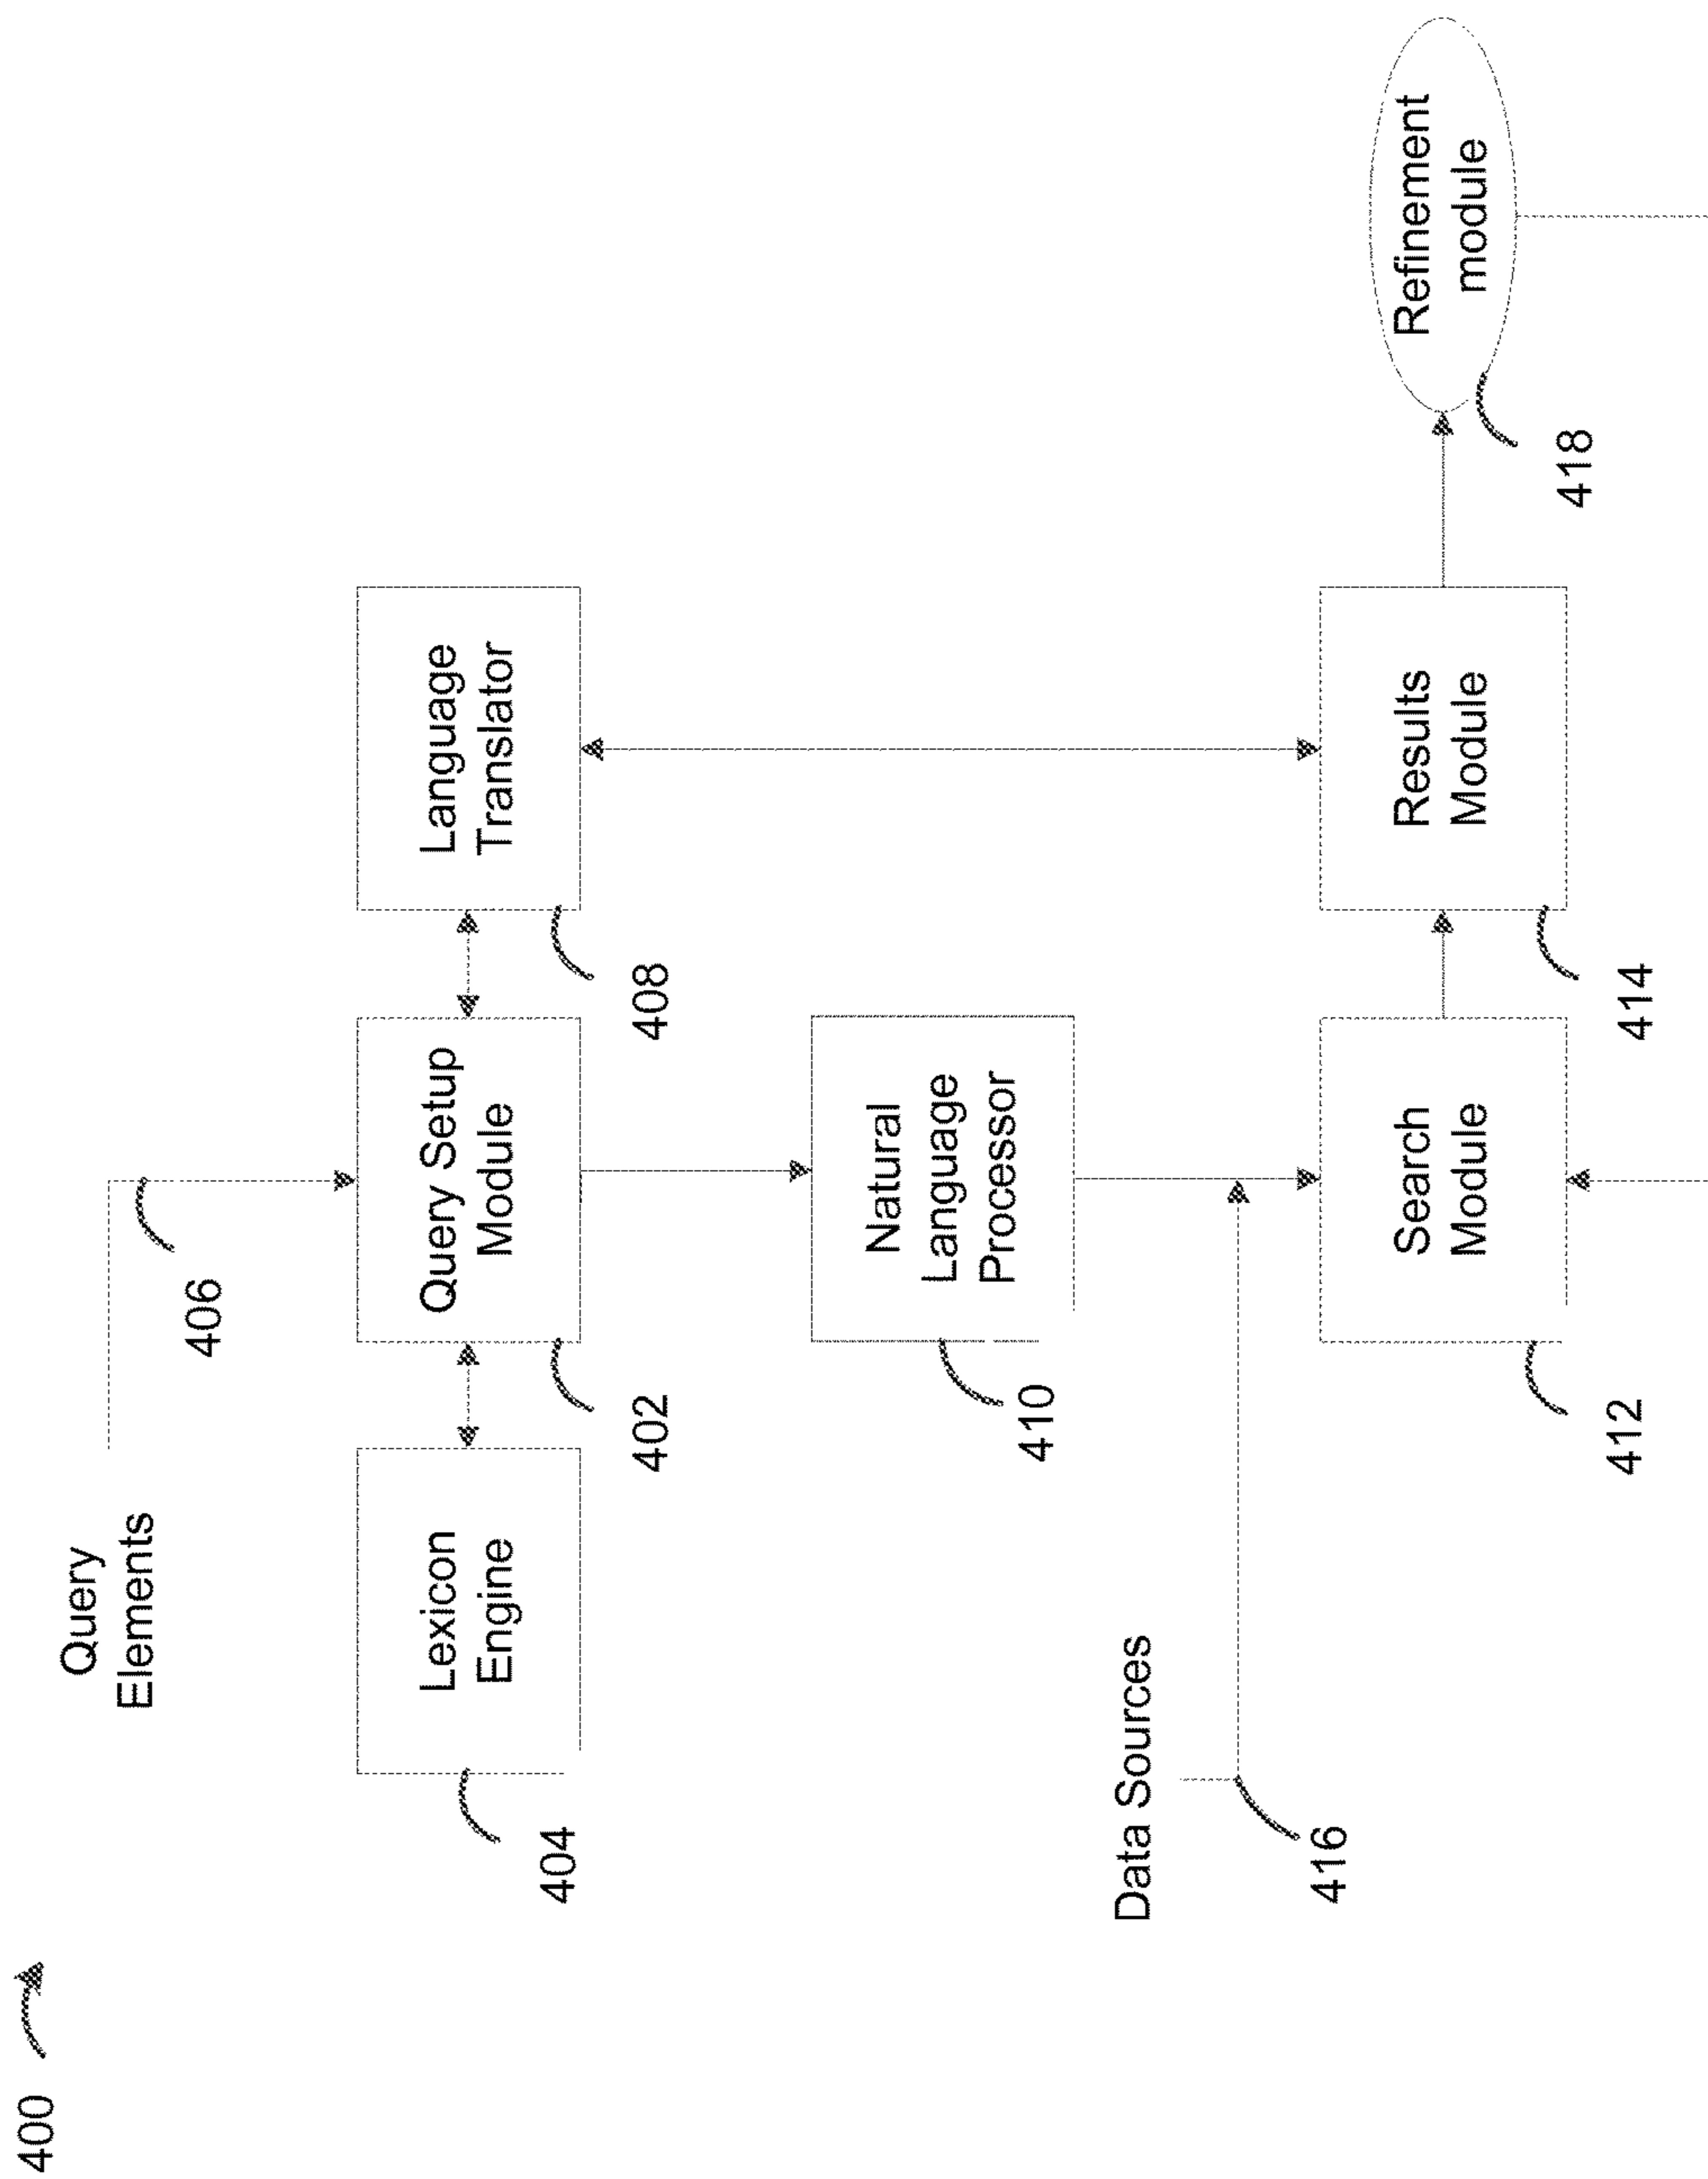 400
Query
Elements
406
Lexicon
Engine
404
Query Setup
Module
402
Language
Translator
408
Natural
Language
Processor
410
Data Sources
416
Search
Module
412
Results
Module
414
Refinement
module
418